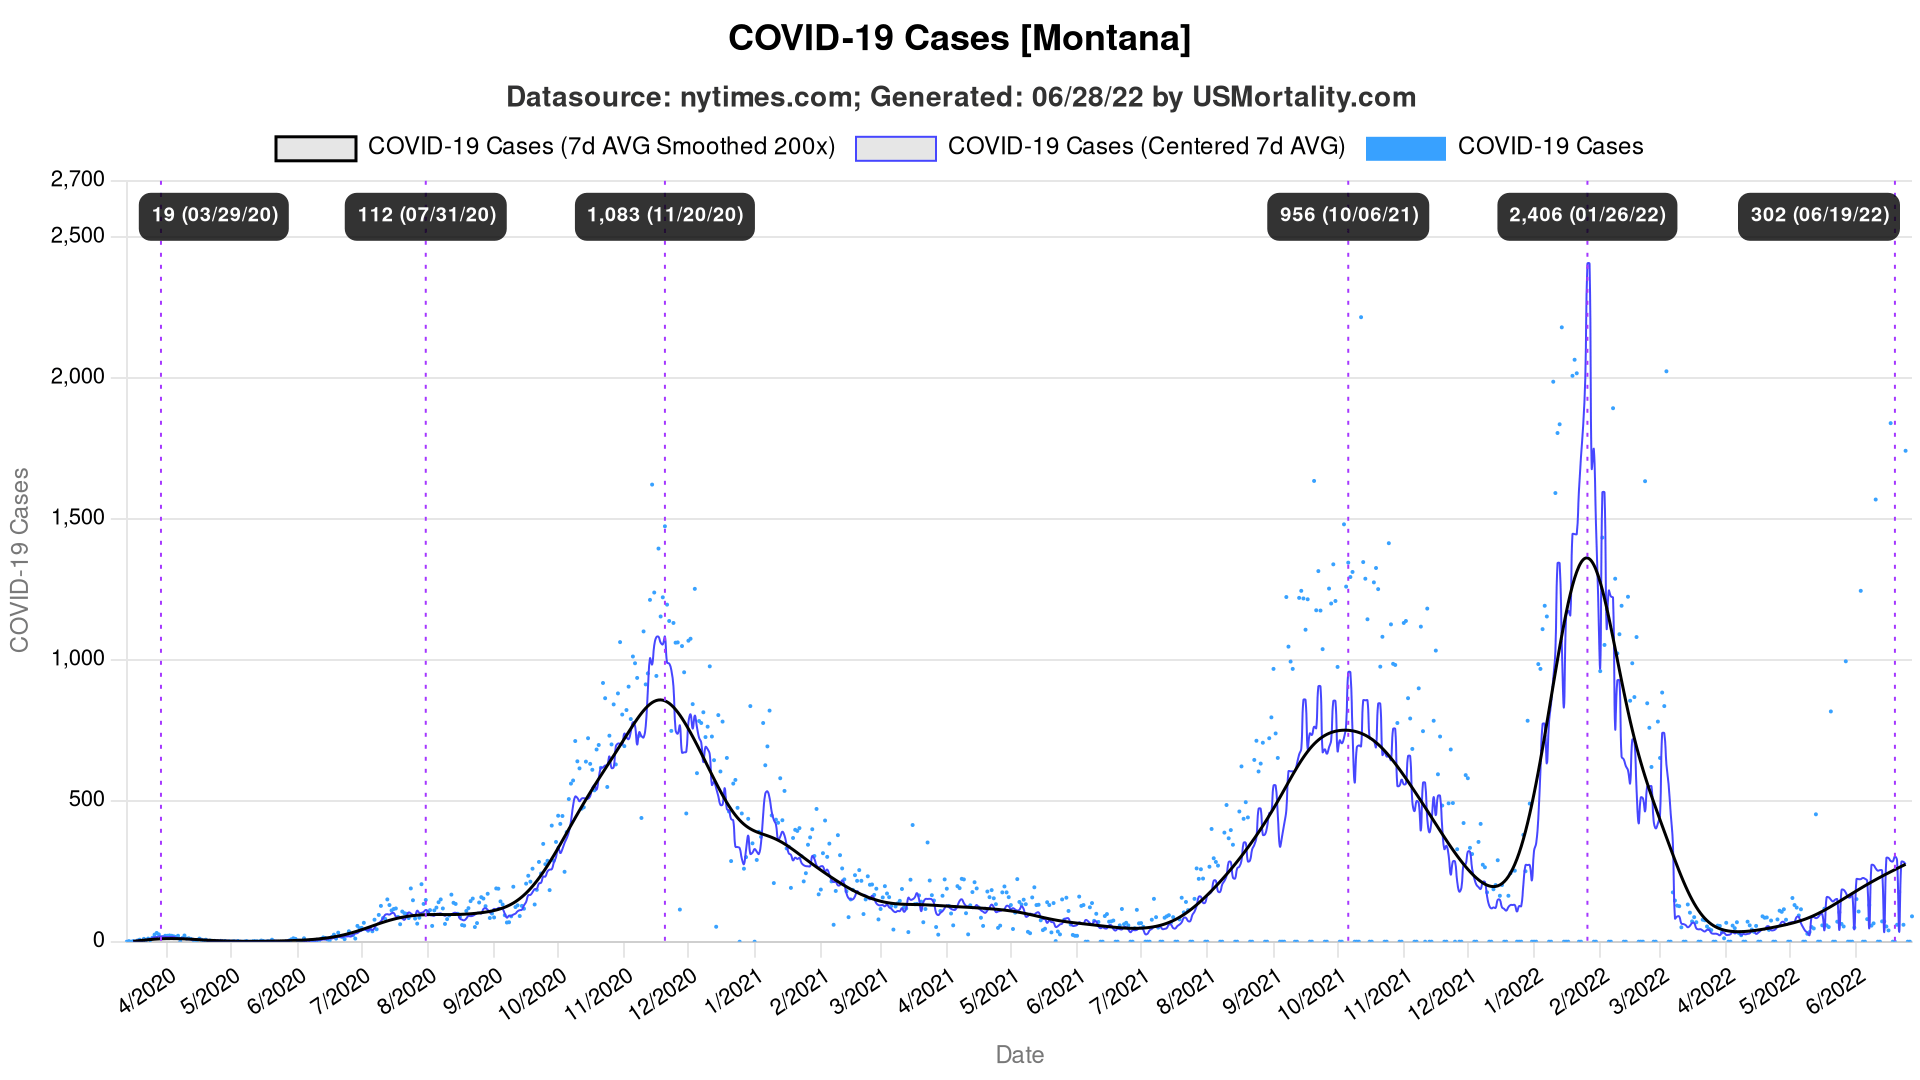 COVID-19 Cases [Montana]
Datasource: nytimes.com; Generated: 06/28/22 by USMortality.com
COVID-19 Cases (7d AVG Smoothed 200x) COVID-19 Cases (Centered 7d AVG) COVID-19 Cases
2,700
19 (03/29/20) 112 (07/31/20) 1,083 (11/20/20) 956 (10/06/21) 2,406 (01/26/22) 302 (06/19/22)
2,500
2,000
1,500
1,000
500
0
COVID-19 Cases
4/2020 5/2020 6/2020 7/2020 8/2020 9/2020 10/2020 11/2020 12/2020 1/2021 2/2021 3/2021 4/2021 5/2021 6/2021 7/2021 8/2021 9/2021 10/2021 11/2021 12/2021 1/2022 2/2022 3/2022 4/2022 5/2022 6/2022
Date